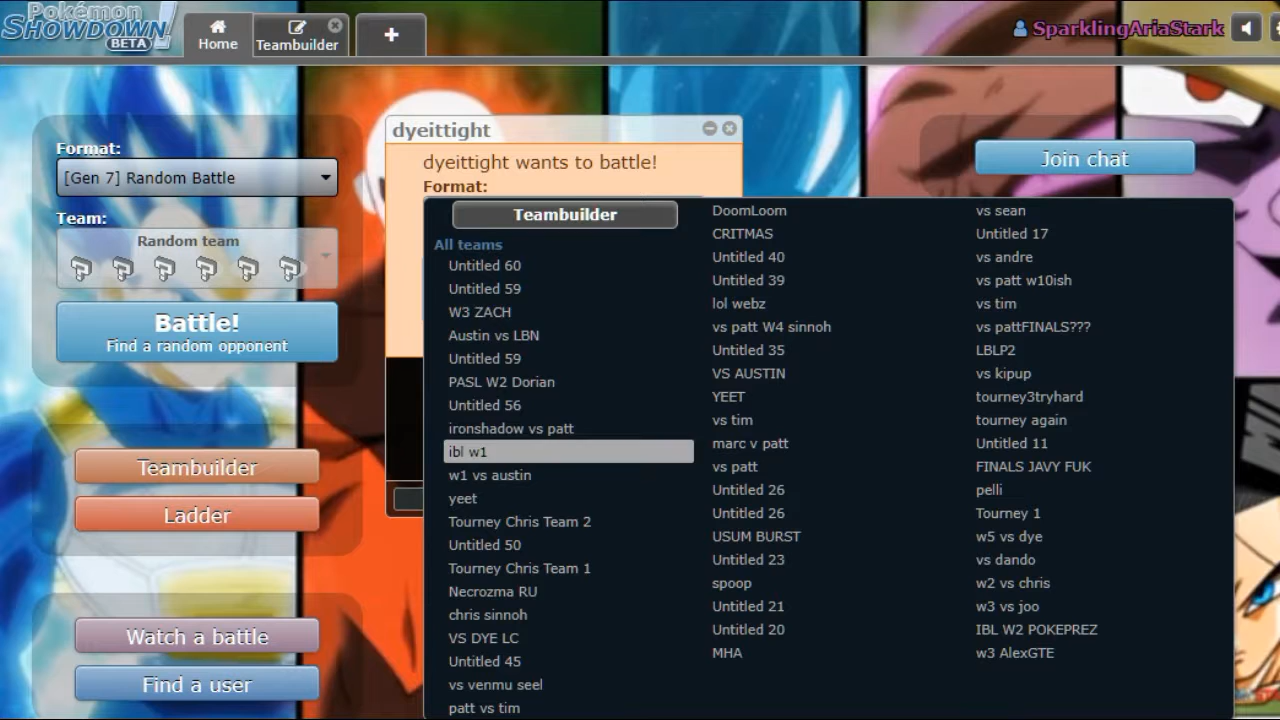 Pokémon
SHOWDOWN!
BETA
Home
Teambuilder
+
SparklingAriaStark
Format:
[Gen 7] Random Battle
Team:
Random team
Battle!
Find a random opponent
Teambuilder
Ladder
Watch a battle
Find a user
dyeittight
dyeittight wants to battle!
Format:
Teambuilder
All teams
Untitled 60
Untitled 59
W3 ZACH
Austin vs LBN
Untitled 59
PASL W2 Dorian
Untitled 56
ironshadow vs patt
ibl w1
w1 vs austin
yeet
Tourney Chris Team 2
Untitled 50
Tourney Chris Team 1
Necrozma RU
chris sinnoh
VS DYE LC
Untitled 45
vs venmu seel
patt vs tim
DoomLoom
CRITMAS
Untitled 40
Untitled 39
lol webz
vs patt W4 sinnoh
Untitled 35
VS AUSTIN
YEET
vs tim
marc v patt
vs patt
Untitled 26
Untitled 26
USUM BURST
Untitled 23
spoop
Untitled 21
Untitled 20
MHA
vs sean
Untitled 17
vs andre
vs patt w10ish
vs tim
vs pattFINALS???
LBLP2
vs kipup
tourney3tryhard
tourney again
Untitled 11
FINALS JAVY FUK
pelli
Tourney 1
w5 vs dye
vs dando
w2 vs chris
w3 vs joo
IBL W2 POKEPREZ
w3 AlexGTE
Join chat